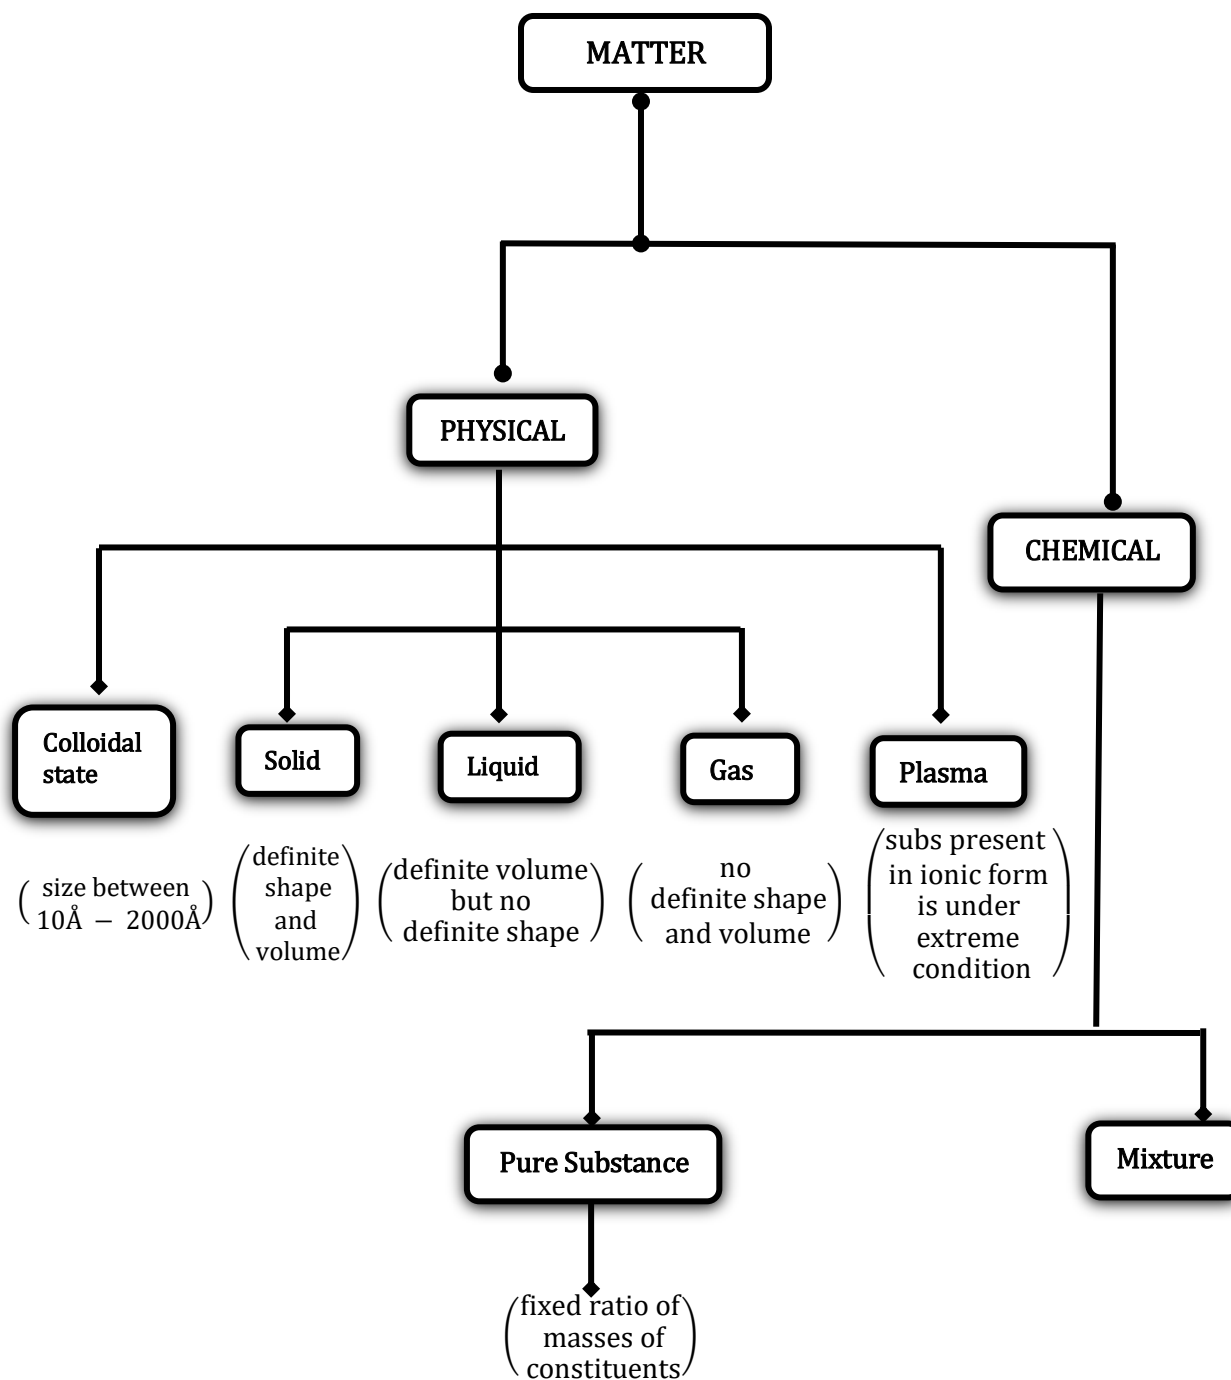 MATTER
PHYSICAL
CHEMICAL
Colloidal
state
Solid
Liquid
Gas
Plasma
( size between
10Å − 2000Å )
( definite
shape
and
volume )
( definite volume
but no
definite shape )
( no
definite shape
and volume )
( subs present
in ionic form
is under
extreme
condition )
Pure Substance
Mixture
( fixed ratio of
masses of
constituents )